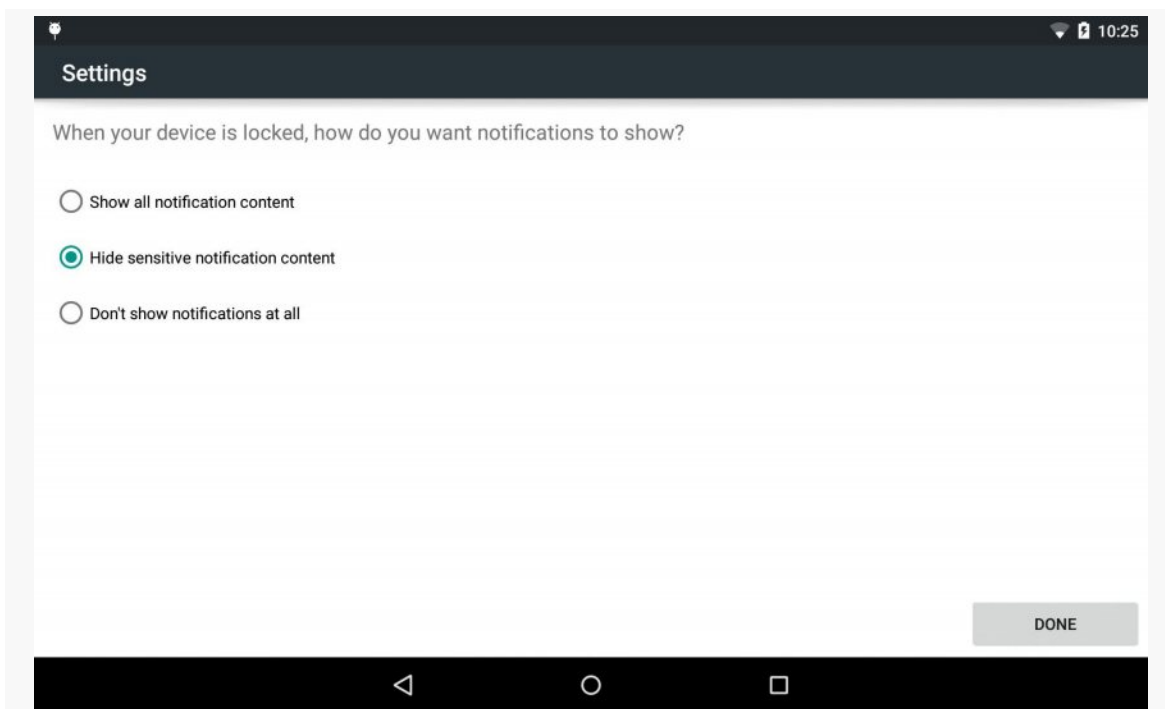 10:25
Settings
When your device is locked, how do you want notifications to show?
Show all notification content
Hide sensitive notification content
Don't show notifications at all
DONE